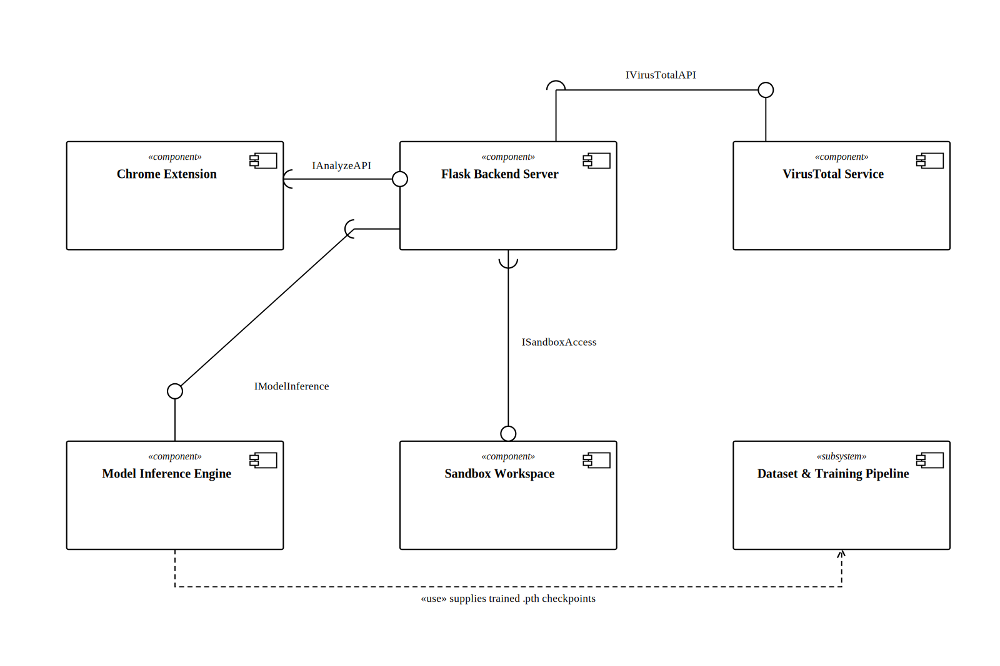 IVirusTotalAPI
«component»
Chrome Extension
IAnalyzeAPI
«component»
Flask Backend Server
«component»
VirusTotal Service
ISandboxAccess
IModelInference
«component»
Model Inference Engine
«component»
Sandbox Workspace
«subsystem»
Dataset & Training Pipeline
«use» supplies trained .pth checkpoints